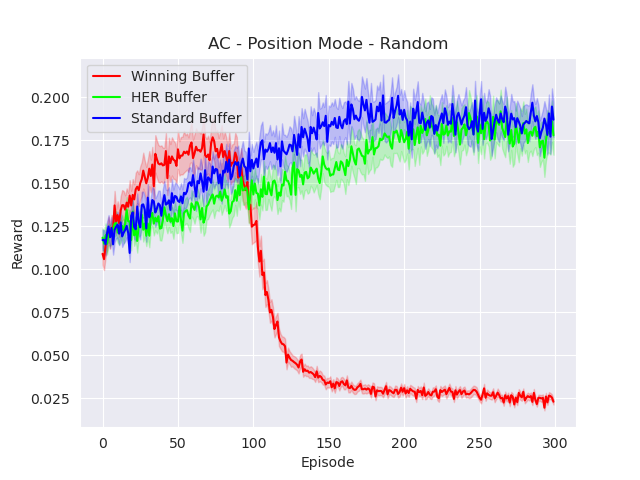 AC - Position Mode - Random
Winning Buffer
HER Buffer
Standard Buffer
0.200
0.175
0.150
0.125
0.100
0.075
0.050
0.025
Reward
0 50 100 150 200 250 300
Episode